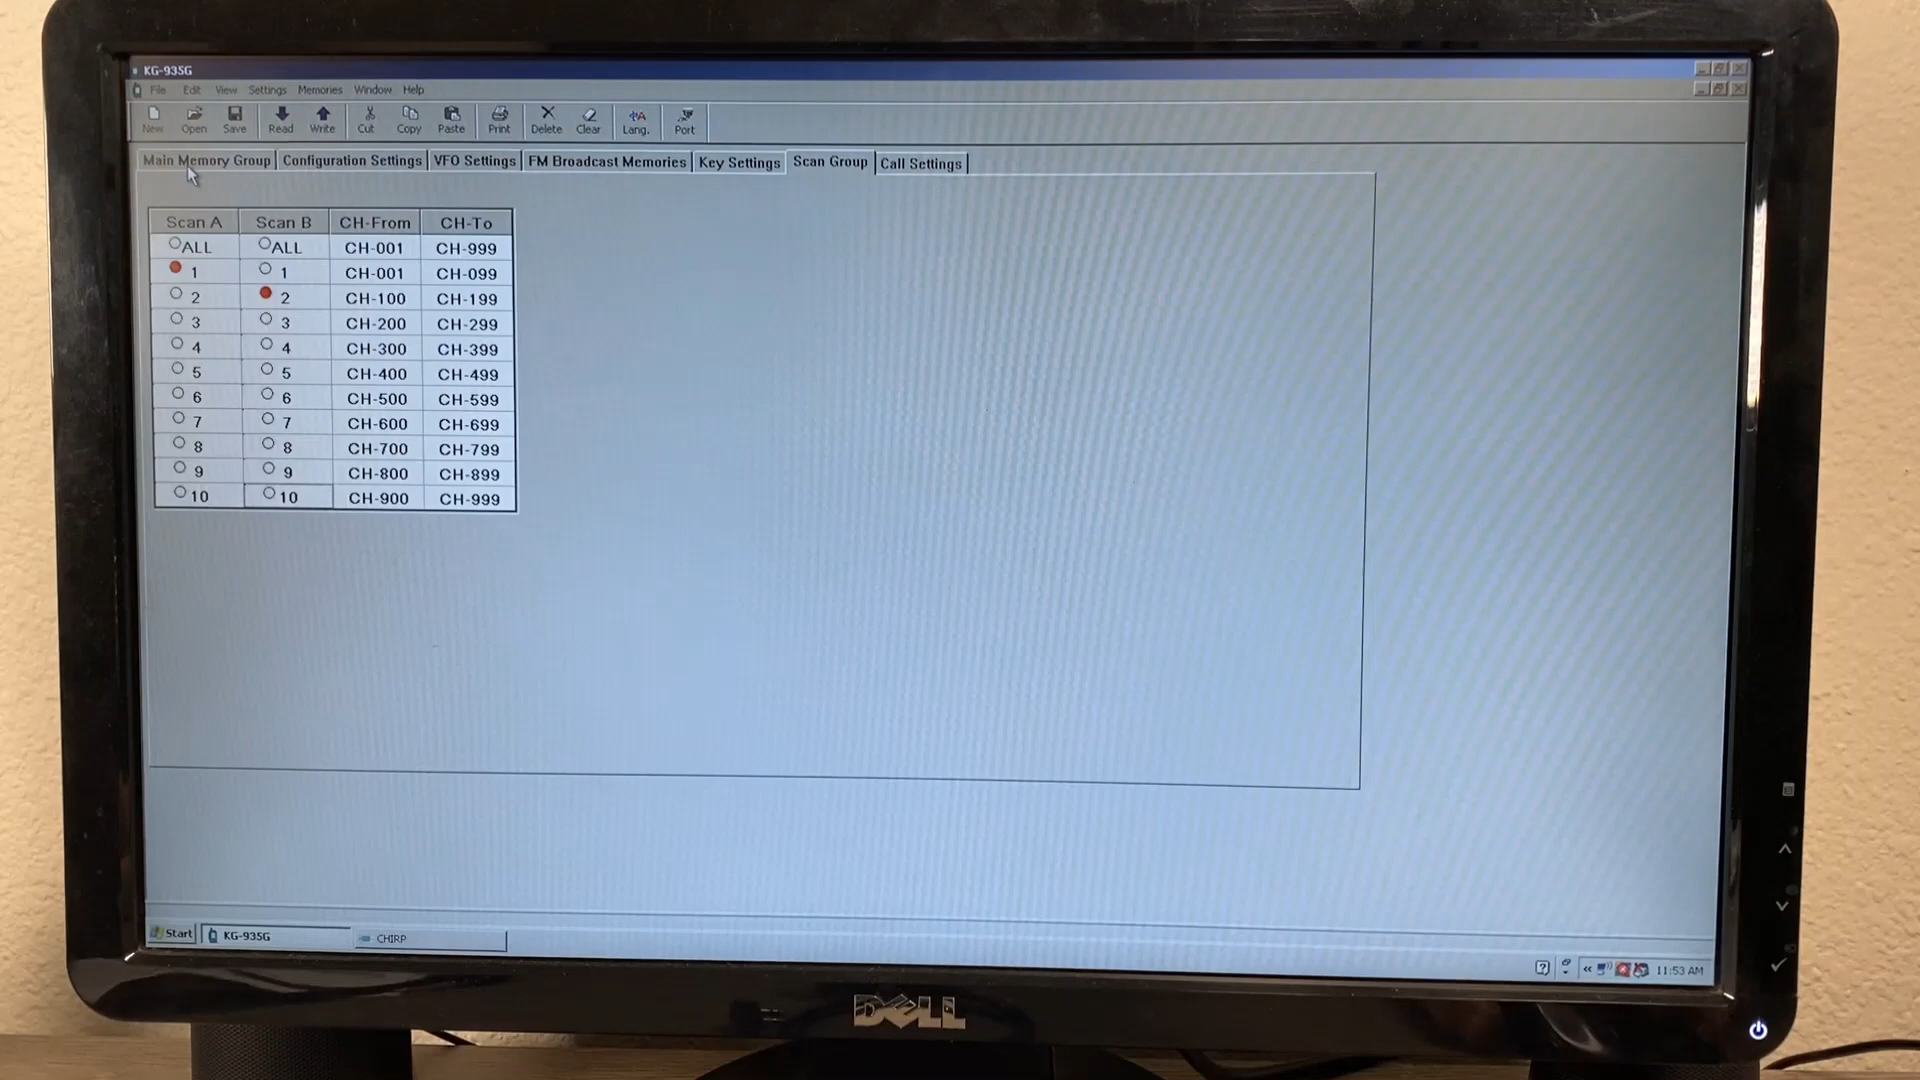 KG-935G
File Edit View Settings Memories Window Help
New Open Save Read Write Cut Copy Paste Print Delete Clear Lang. Port
Main Memory Group Configuration Settings VFO Settings FM Broadcast Memories Key Settings Scan Group Call Settings
Scan A Scan B CH-From CH-To
ALL ALL CH-001 CH-999
1 1 CH-001 CH-099
2 2 CH-100 CH-199
3 3 CH-200 CH-299
4 4 CH-300 CH-399
5 5 CH-400 CH-499
6 6 CH-500 CH-599
7 7 CH-600 CH-699
8 8 CH-700 CH-799
9 9 CH-800 CH-899
10 10 CH-900 CH-999
Start KG-935G CHIRP
11:53 AM
DELL